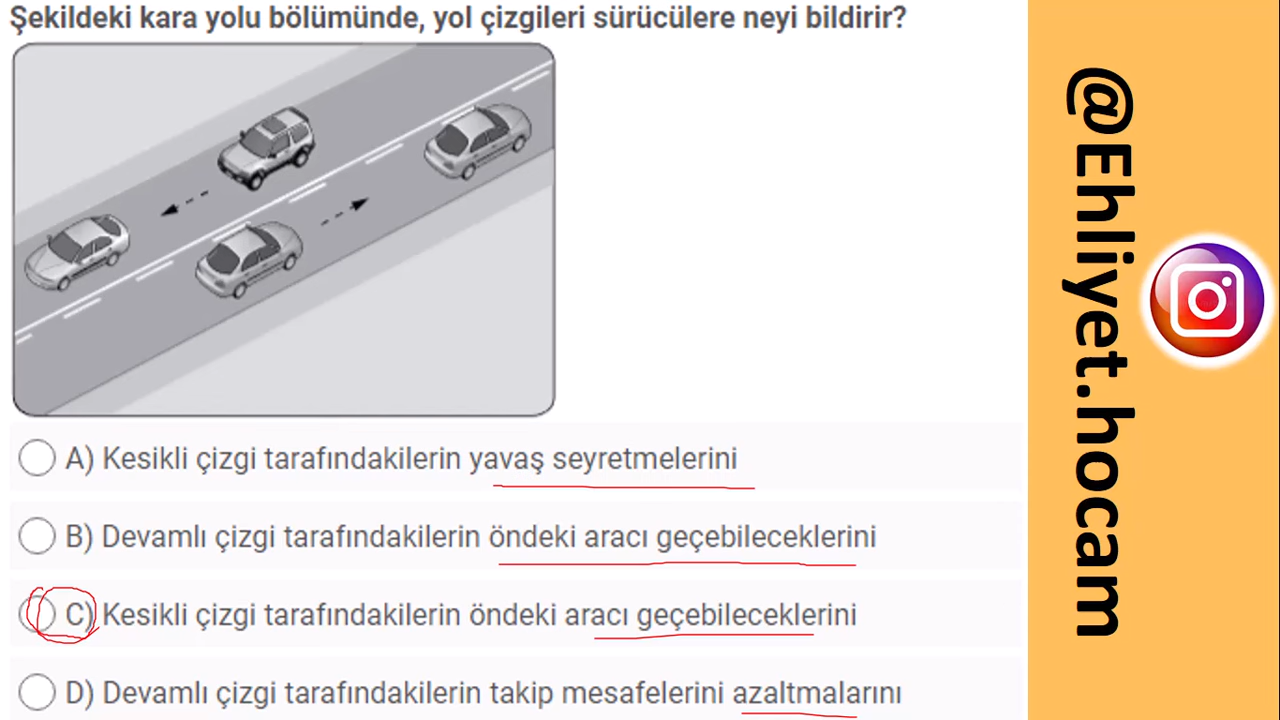 Şekildeki kara yolu bölümünde, yol çizgileri sürücülere neyi bildirir?
A) Kesikli çizgi tarafındakilerin yavaş seyretmelerini
B) Devamlı çizgi tarafındakilerin öndeki aracı geçebileceklerini
C) Kesikli çizgi tarafındakilerin öndeki aracı geçebileceklerini
D) Devamlı çizgi tarafındakilerin takip mesafelerini azaltmalarını
@Ehliyet.hocam